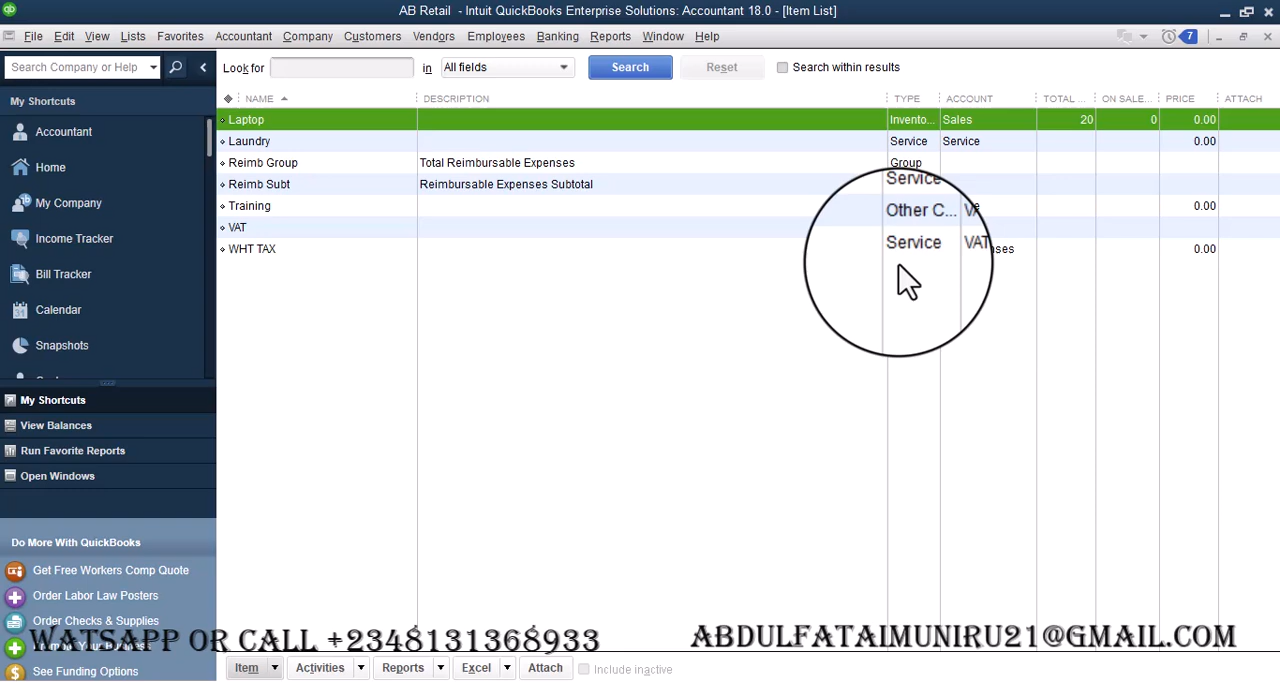 AB Retail - Intuit QuickBooks Enterprise Solutions: Accountant 18.0 - [Item List]
File Edit View Lists Favorites Accountant Company Customers Vendors Employees Banking Reports Window Help 7
Search Company or Help
Look for in All fields Search Reset Search within results
My Shortcuts
Accountant
Home
My Company
Income Tracker
Bill Tracker
Calendar
31
Snapshots
My Shortcuts
View Balances
Run Favorite Reports
Open Windows
Do More With QuickBooks
Get Free Workers Comp Quote
Order Labor Law Posters
Order Checks & Supplies
See Funding Options
NAME DESCRIPTION TYPE ACCOUNT TOTAL ... ON SALE... PRICE ATTACH
Laptop Invento... Sales 20 0 0.00
Laundry Service Service 0.00
Reimb Group Total Reimbursable Expenses Group
Reimb Subt Reimbursable Expenses Subtotal Service
Training 0.00
VAT Other C...
WHT TAX Service VAT 0.00
WATSAPP OR CALL +2348131368933
ABDULFATAIMUNIRU21@GMAIL.COM
Item Activities Reports Excel Attach Include inactive